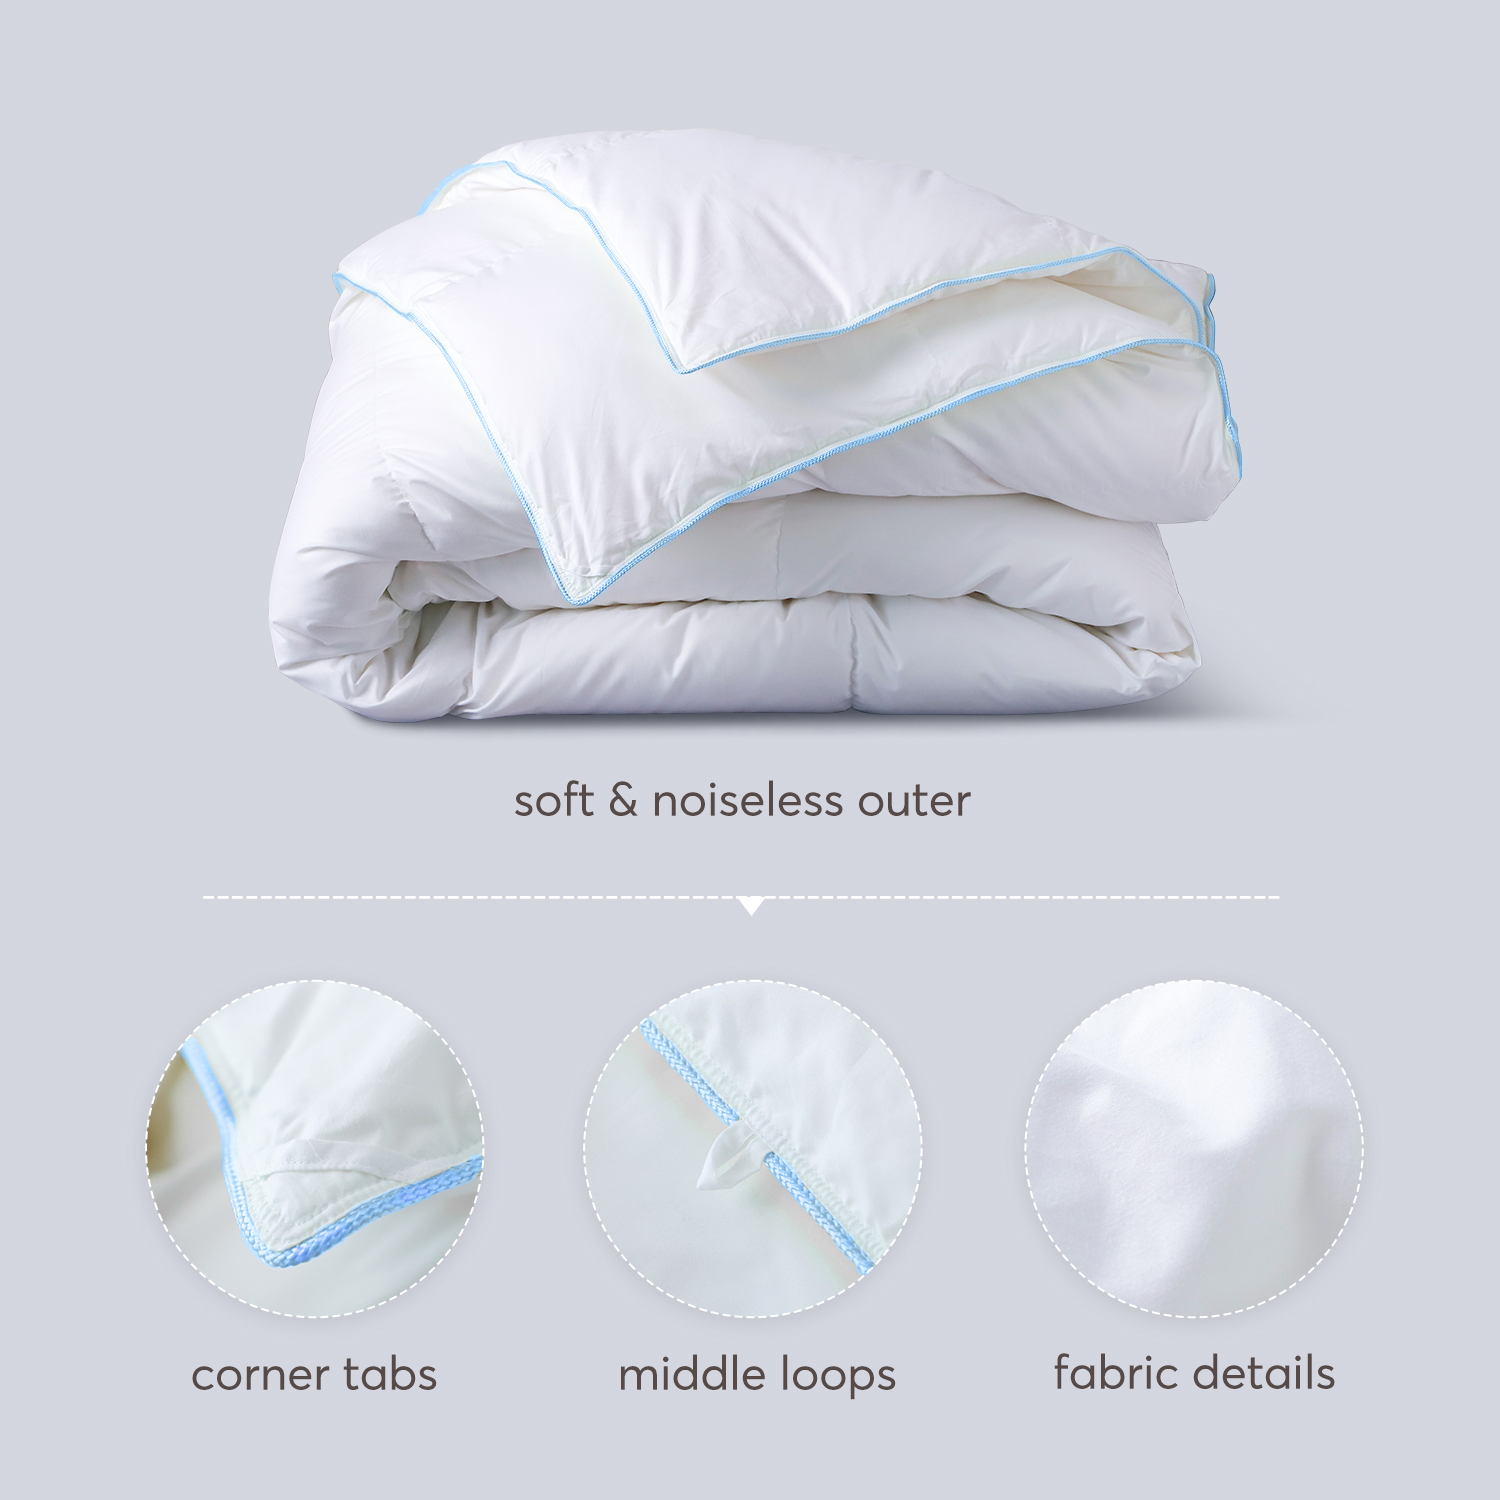 soft & noiseless outer
corner tabs
middle loops
fabric details